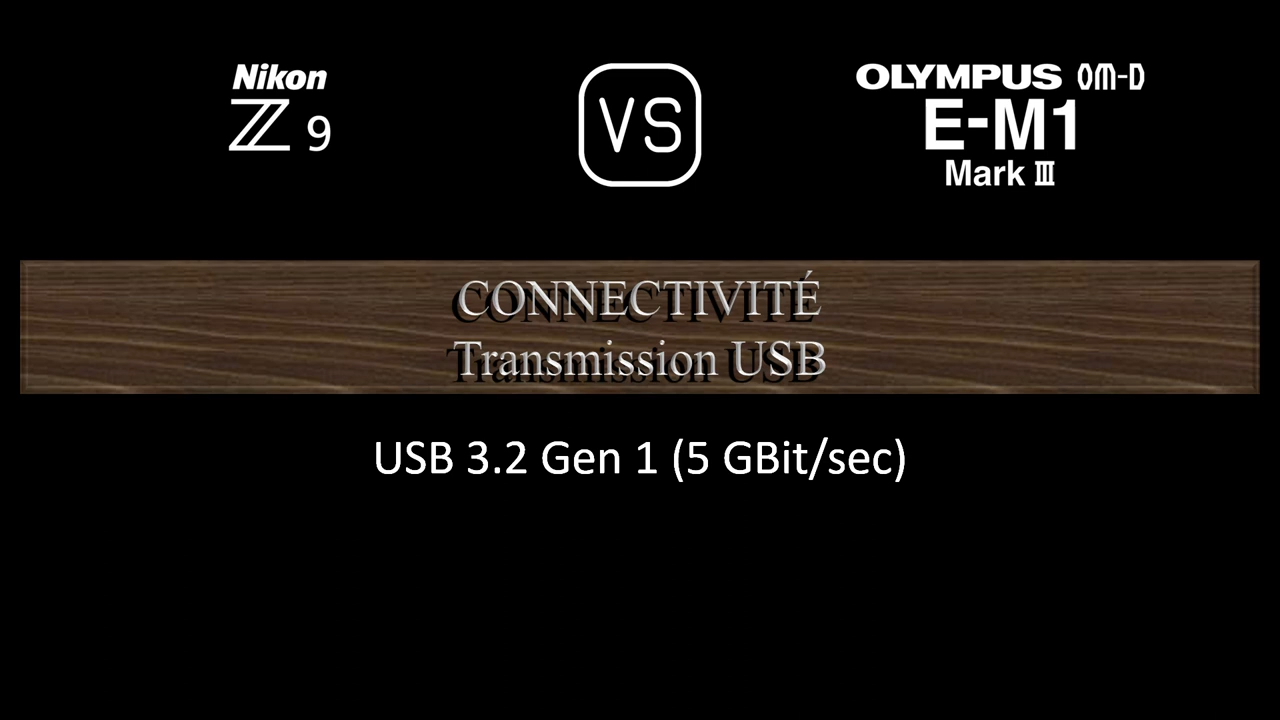 Nikon
Z 9
VS
OLYMPUS OM-D
E-M1
Mark III
CONNECTIVITÉ
Transmission USB
USB 3.2 Gen 1 (5 GBit/sec)